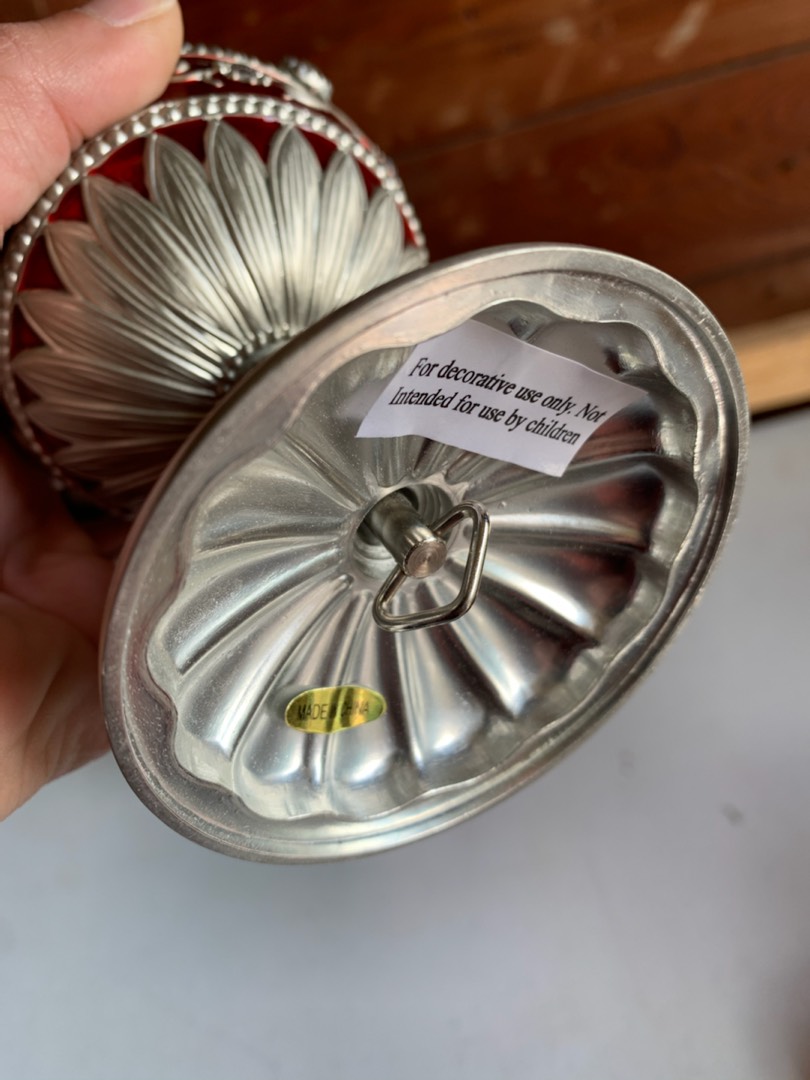 For decorative use only. Not
Intended for use by children
MADE IN CHINA